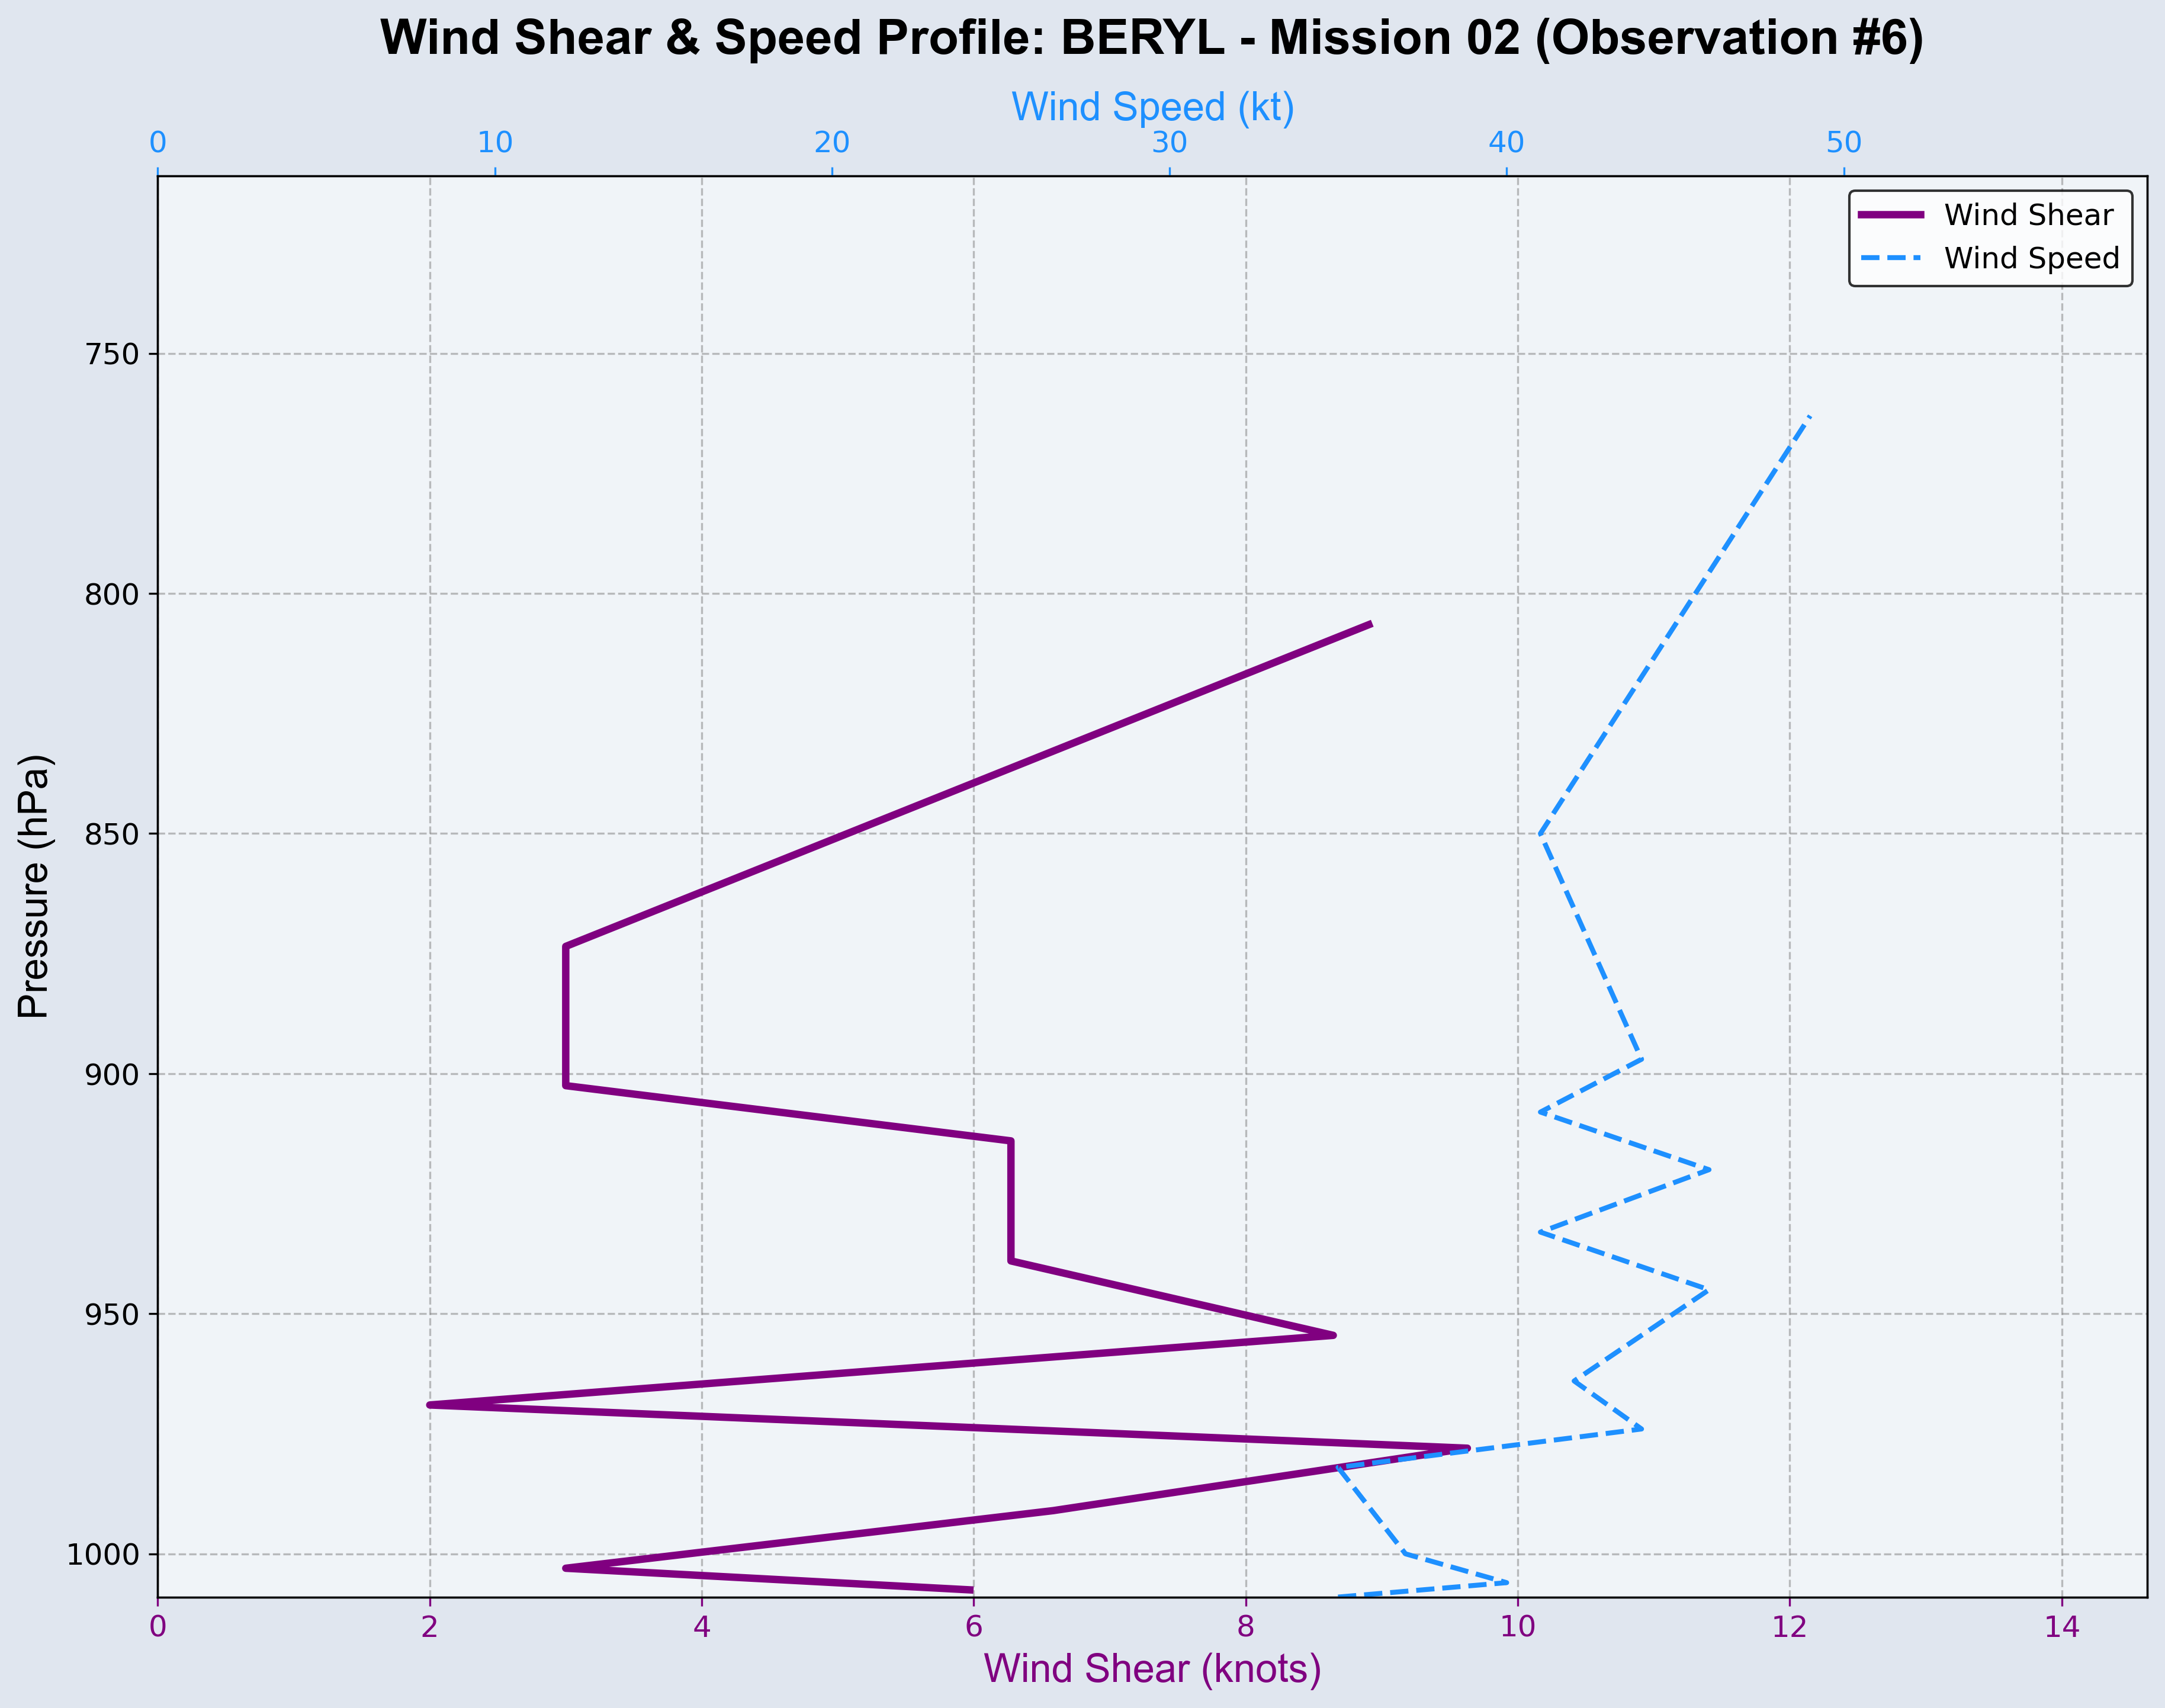 Wind Shear & Speed Profile: BERYL - Mission 02 (Observation #6)
Wind Speed (kt)
0 10 20 30 40 50
Wind Shear
Wind Speed
750
800
850
900
950
1000
Pressure (hPa)
0 2 4 6 8 10 12 14
Wind Shear (knots)